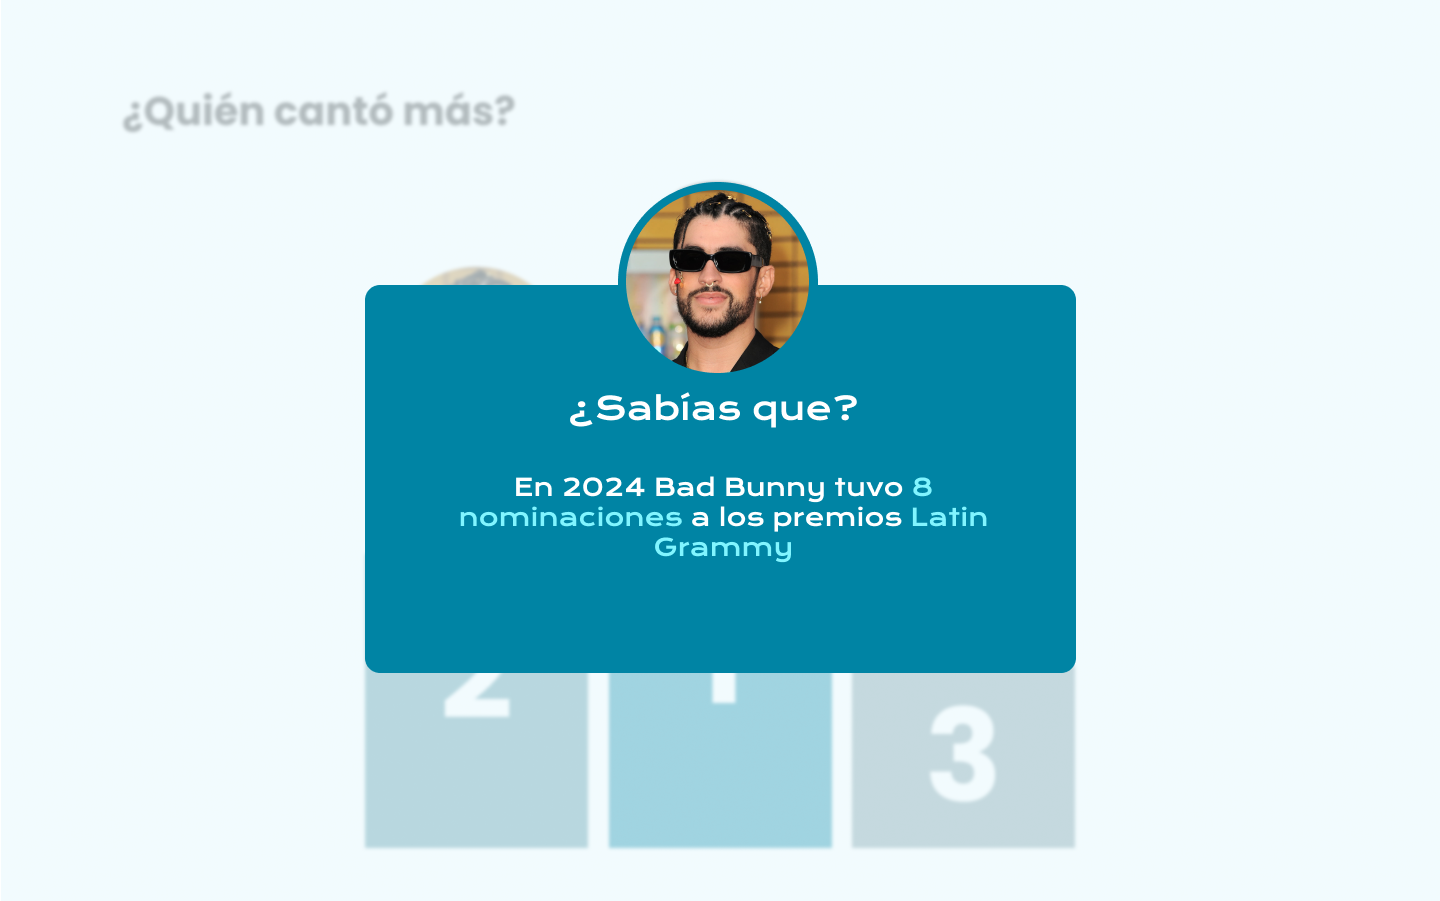 ¿Quién cantó más?
¿Sabías que?
En 2024 Bad Bunny tuvo 8
nominaciones a los premios Latin
Grammy
2 1 3